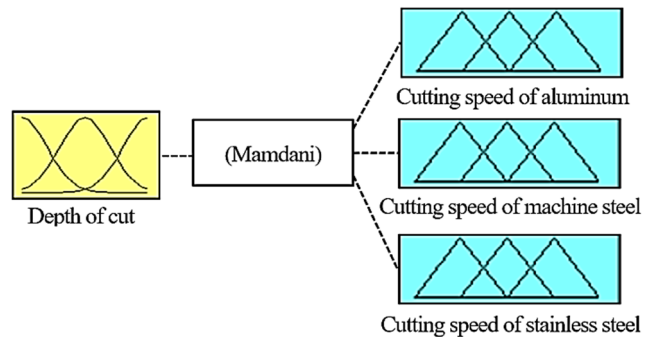 Depth of cut
(Mamdani)
Cutting speed of aluminum
Cutting speed of machine steel
Cutting speed of stainless steel